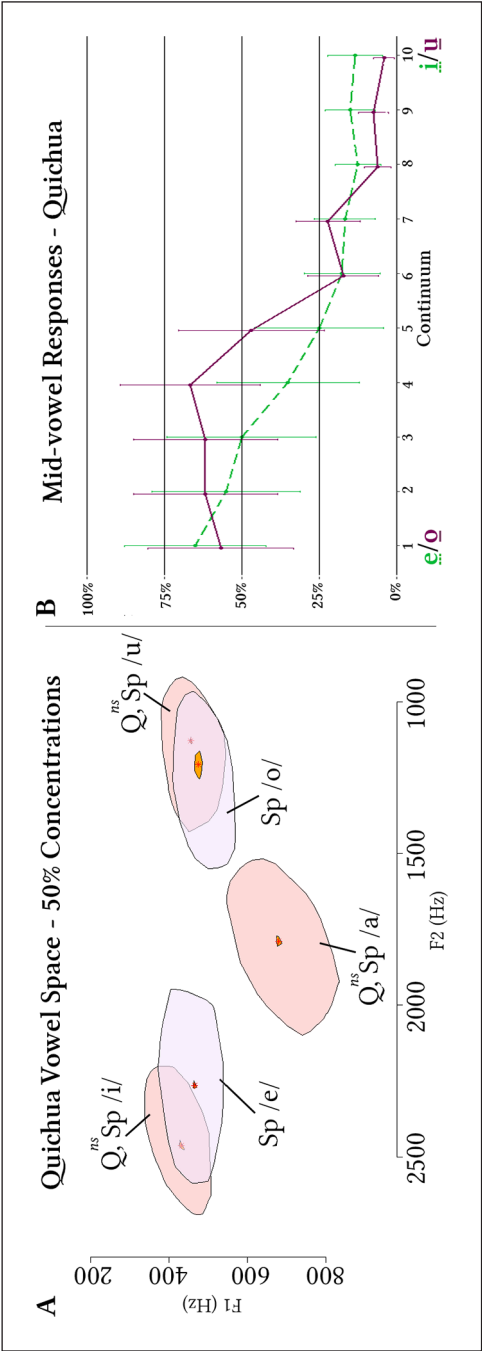 A
Quichua Vowel Space - 50% Concentrations
200
400
600
800
F1 (Hz)
Q, Sp /i/
ns
Sp /e/
Q, Sp /a/
ns
Sp /o/
Q, Sp /u/
ns
2500
2000
1500
1000
F2 (Hz)
B
Mid-vowel Responses - Quichua
100%
75%
50%
25%
0%
1 2 3 4 5 6 7 8 9 10
e/o
Continuum
i/u